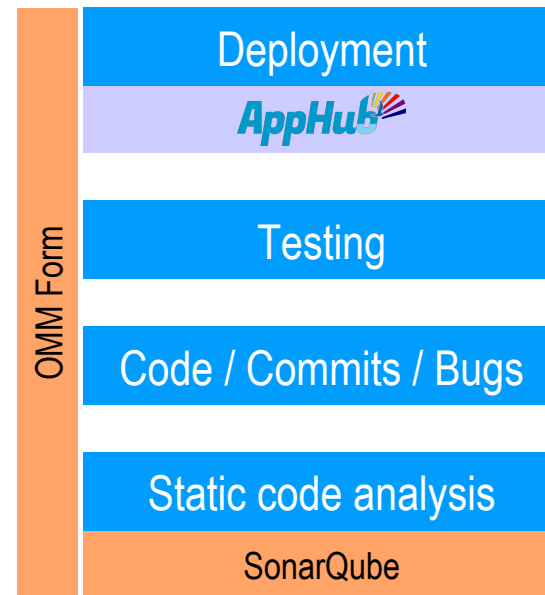 Deployment
AppHub
OMM Form
Testing
Code / Commits / Bugs
Static code analysis
SonarQube